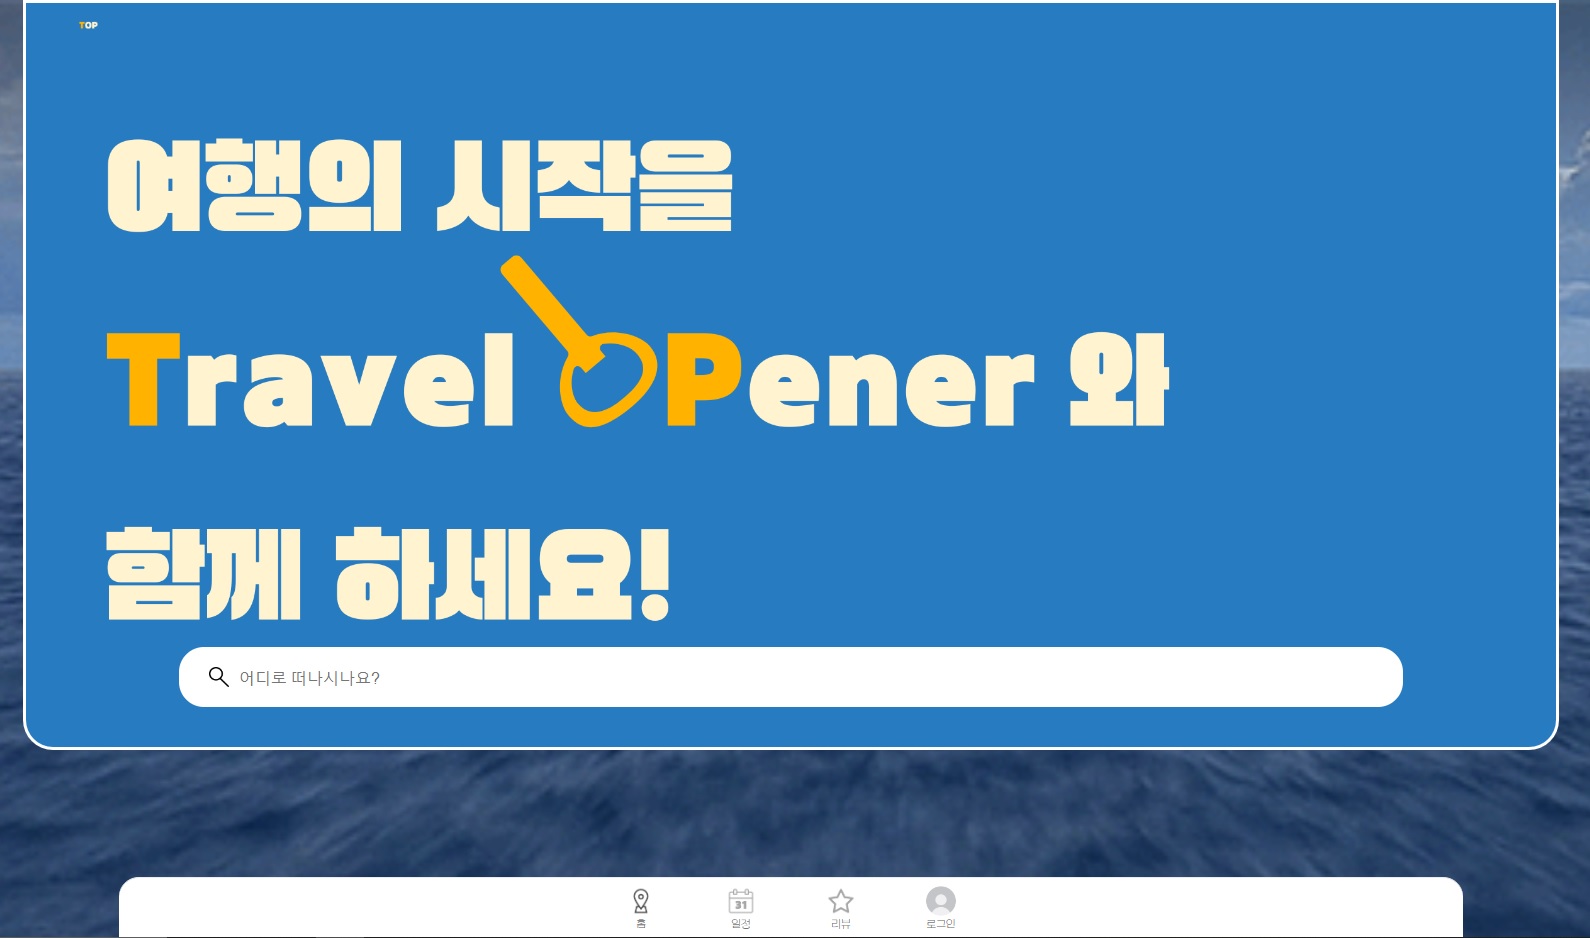 TOP
여행의 시작을
Travel OPener 와
함께 하세요!
어디로 떠나시나요?
31
홈 일정 리뷰 로그인